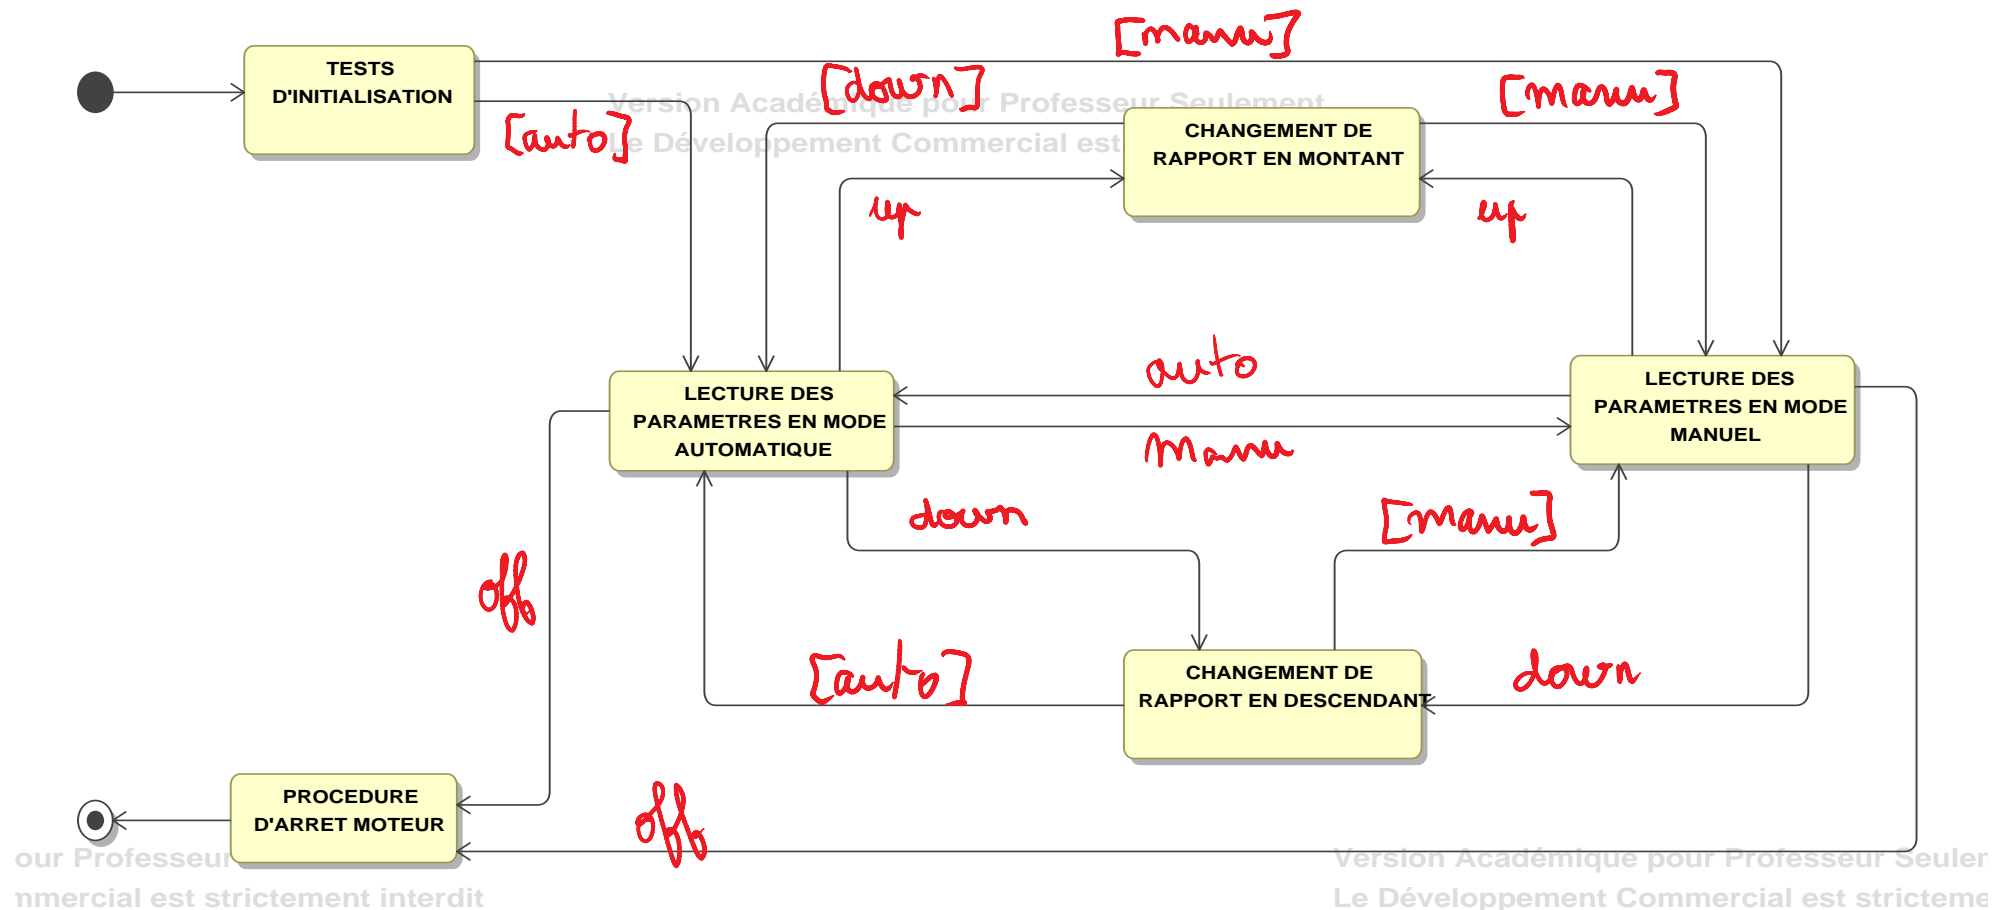 [manu]
TESTS
D'INITIALISATION
[down]
[manu]
[auto]
Version Académique pour Professeur Seulement
Le Développement Commercial est
CHANGEMENT DE
RAPPORT EN MONTANT
up
up
auto
LECTURE DES
PARAMETRES EN MODE
AUTOMATIQUE
LECTURE DES
PARAMETRES EN MODE
MANUEL
Manu
down
[manu]
off
[auto]
CHANGEMENT DE
RAPPORT EN DESCENDANT
down
PROCEDURE
D'ARRET MOTEUR
off
our Professeur
mmercial est strictement interdit
Version Académique pour Professeur Seuler
Le Développement Commercial est stricteme